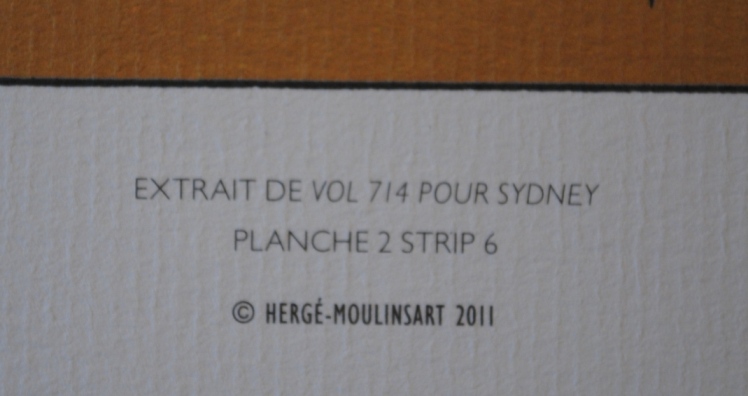 EXTRAIT DE VOL 714 POUR SYDNEY
PLANCHE 2 STRIP 6
© HERGÉ-MOULINSART 2011